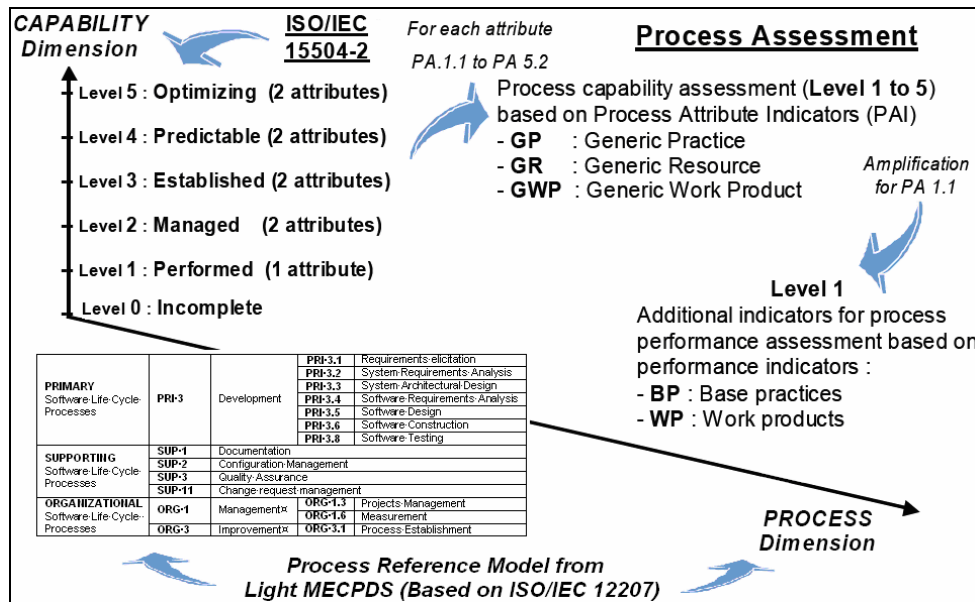 CAPABILITY
Dimension
ISO/IEC
15504-2
For each attribute
PA.1.1 to PA 5.2
Process Assessment
Level 5 : Optimizing (2 attributes)
Level 4 : Predictable (2 attributes)
Level 3 : Established (2 attributes)
Level 2 : Managed (2 attributes)
Level 1 : Performed (1 attribute)
Level 0 : Incomplete
Process capability assessment (Level 1 to 5)
based on Process Attribute Indicators (PAI)
- GP : Generic Practice
- GR : Generic Resource
- GWP : Generic Work Product
Amplification
for PA 1.1
Level 1
Additional indicators for process
performance assessment based on
performance indicators :
- BP : Base practices
- WP : Work products
PRIMARY
Software·Life·Cycle·
Processes
PRI·3
Development
PRI·3.1 Requirements·elicitation
PRI·3.2 System·Requirements·Analysis
PRI·3.3 System·Architectural·Design
PRI·3.4 Software·Requirements·Analysis
PRI·3.5 Software·Design
PRI·3.6 Software·Construction
PRI·3.8 Software·Testing
SUPPORTING
Software·Life·Cycle·
Processes
SUP·1 Documentation
SUP·2 Configuration·Management
SUP·3 Quality·Assurance
SUP·11 Change·request·management
ORGANIZATIONAL
Software·Life·Cycle··
Processes
ORG·1 Management¤
ORG·1.3 Projects·Management
ORG·1.6 Measurement
ORG·3 Improvement¤ ORG·3.1 Process·Establishment
PROCESS
Dimension
Process Reference Model from
Light MECPDS (Based on ISO/IEC 12207)